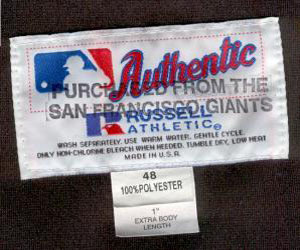 Authentic
PURCHASED FROM THE
SAN FRANCISCO GIANTS
R RUSSELL
ATHLETIC®
WASH SEPARATELY. USE WARM WATER. GENTLE CYCLE.
ONLY NON-CHLORINE BLEACH WHEN NEEDED. TUMBLE DRY, LOW HEAT
MADE IN U.S.A.
48
100% POLYESTER
1"
EXTRA BODY
LENGTH